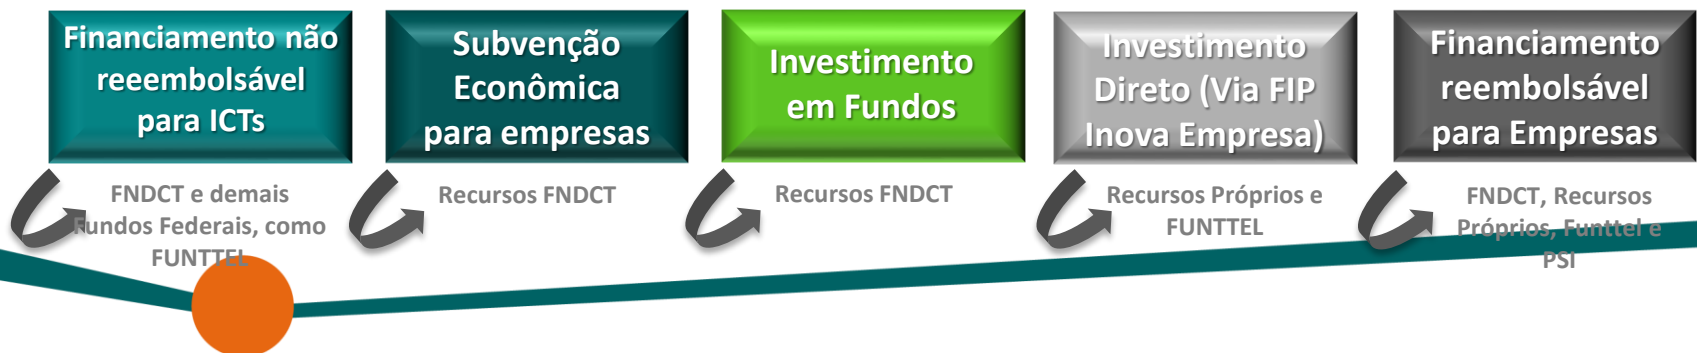 Financiamento não
reeembolsável
para ICTs
FNDCT e demais
Fundos Federais, como
FUNTTEL
Subvenção
Econômica
para empresas
Recursos FNDCT
Investimento
em Fundos
Recursos FNDCT
Investimento
Direto (Via FIP
Inova Empresa)
Recursos Próprios e
FUNTTEL
Financiamento
reembolsável
para Empresas
FNDCT, Recursos
Próprios, Funttel e
PSI